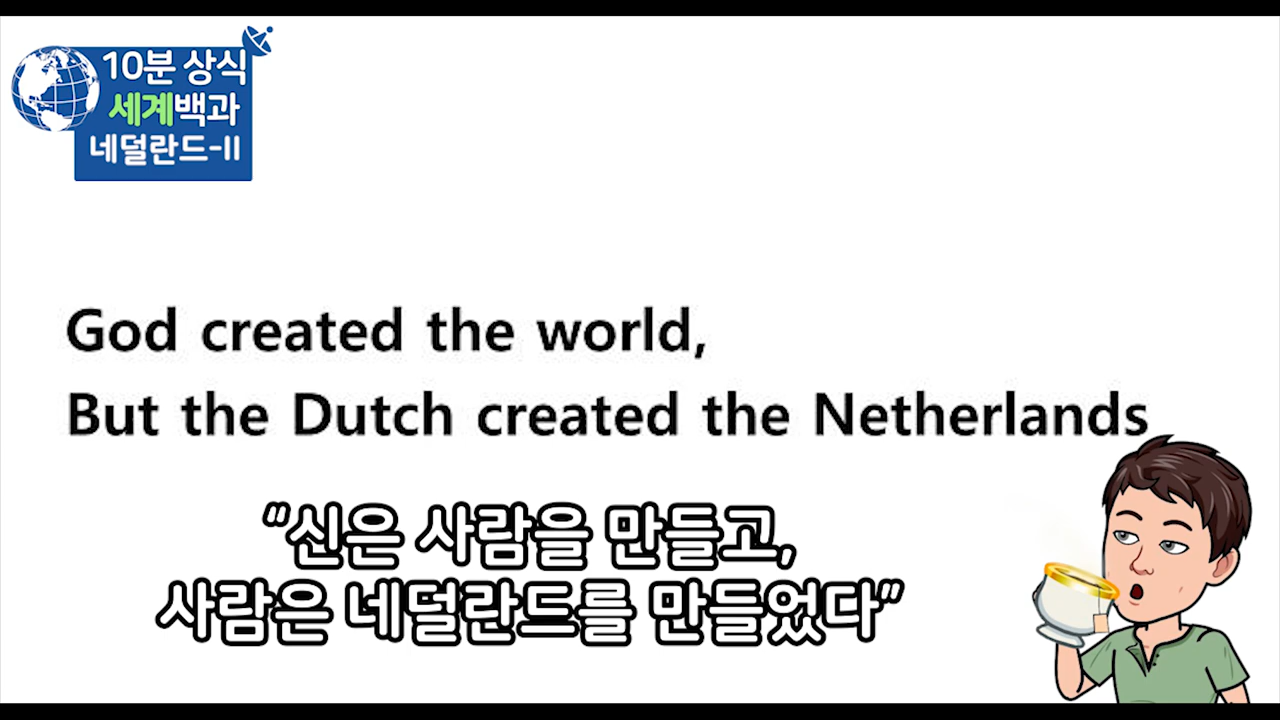 10분 상식
세계백과
네덜란드-II
God created the world,
But the Dutch created the Netherlands
“신은 사람을 만들고,
사람은 네덜란드를 만들었다”